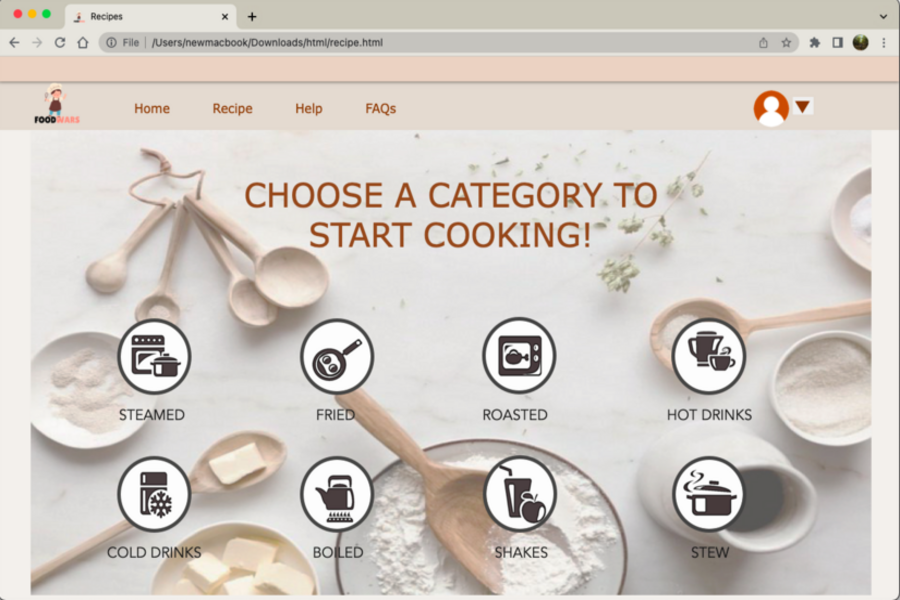 Recipes
File
/Users/newmacbook/Downloads/html/recipe.html
FOODWARS
Home
Recipe
Help
FAQs
CHOOSE A CATEGORY TO
START COOKING!
STEAMED
FRIED
ROASTED
HOT DRINKS
COLD DRINKS
BOILED
SHAKES
STEW